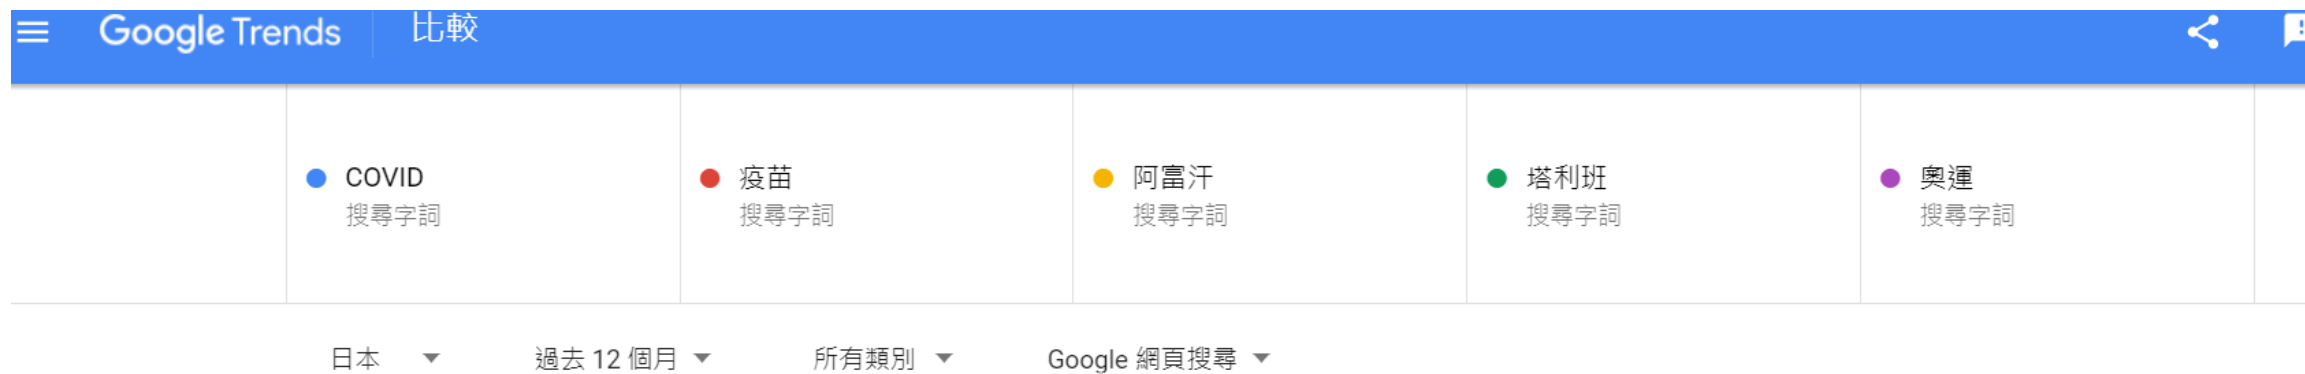 Google Trends 比較
COVID 疫苗 阿富汗 塔利班 奧運
搜尋字詞 搜尋字詞 搜尋字詞 搜尋字詞 搜尋字詞
日本 過去 12 個月 所有類別 Google 網頁搜尋